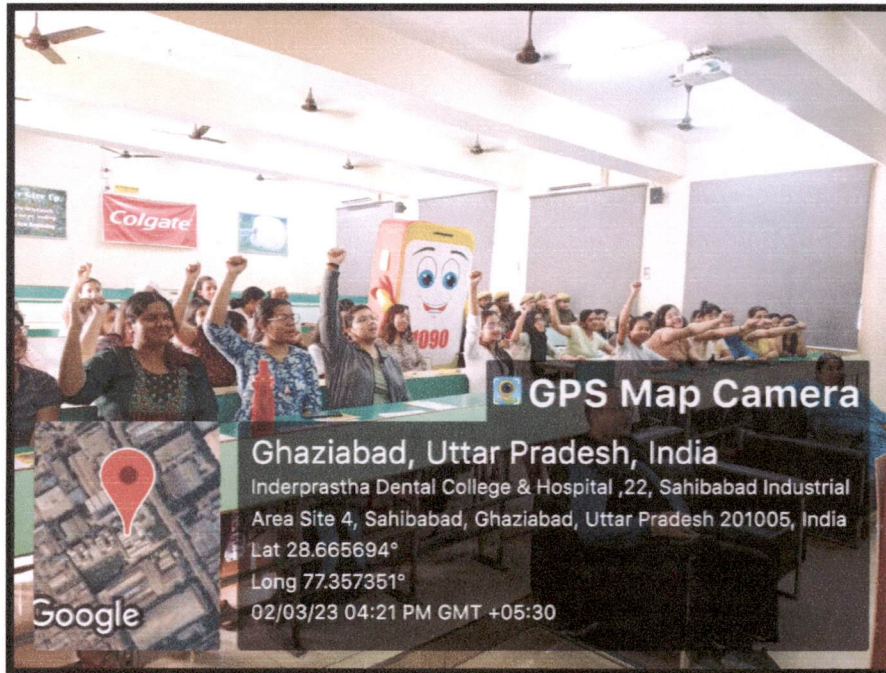 Colgate
1090
GPS Map Camera
Ghaziabad, Uttar Pradesh, India
Inderprastha Dental College & Hospital ,22, Sahibabad Industrial
Area Site 4, Sahibabad, Ghaziabad, Uttar Pradesh 201005, India
Lat 28.665694°
Long 77.357351°
02/03/23 04:21 PM GMT +05:30
Google